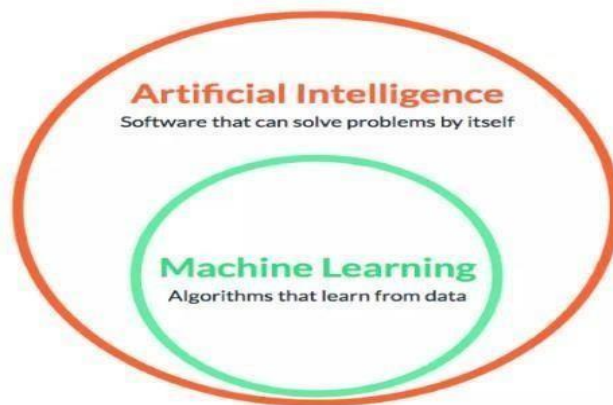 Artificial Intelligence
Software that can solve problems by itself
Machine Learning
Algorithms that learn from data